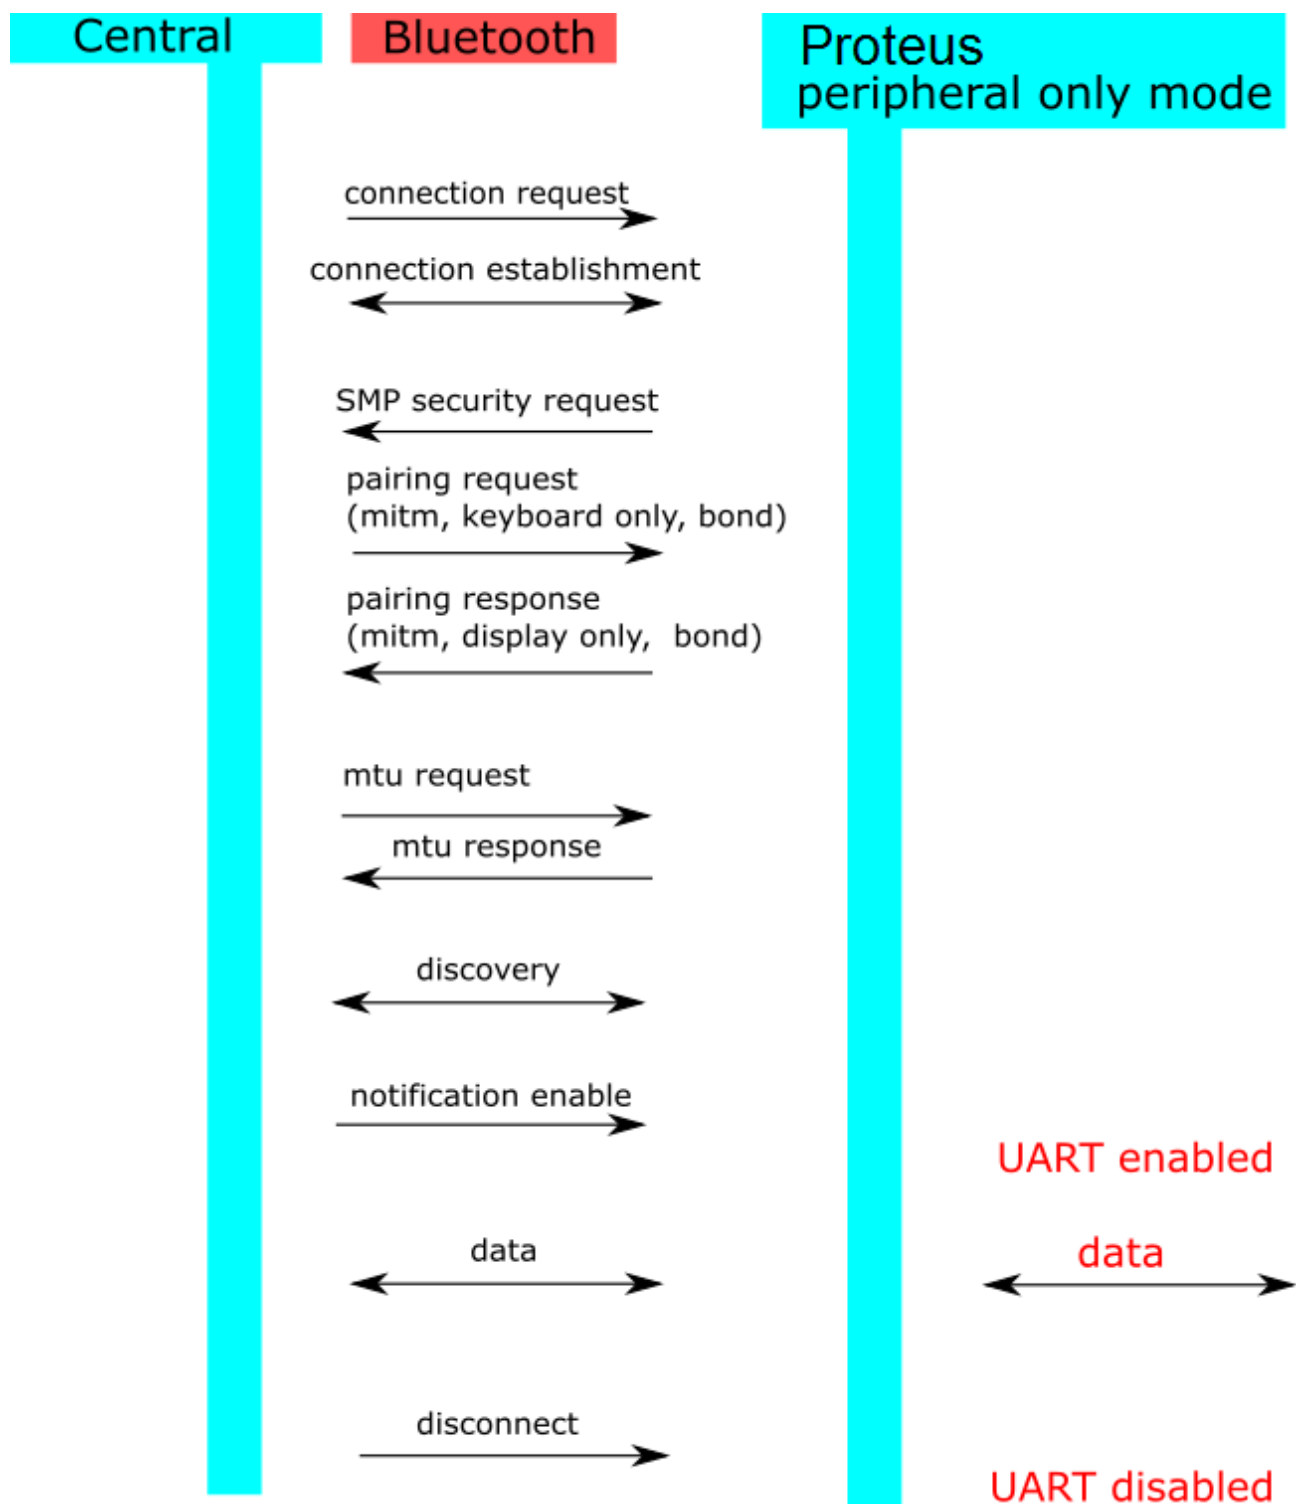 Central
Bluetooth
Proteus
peripheral only mode
connection request
connection establishment
SMP security request
pairing request
(mitm, keyboard only, bond)
pairing response
(mitm, display only, bond)
mtu request
mtu response
discovery
notification enable
UART enabled
data
data
disconnect
UART disabled